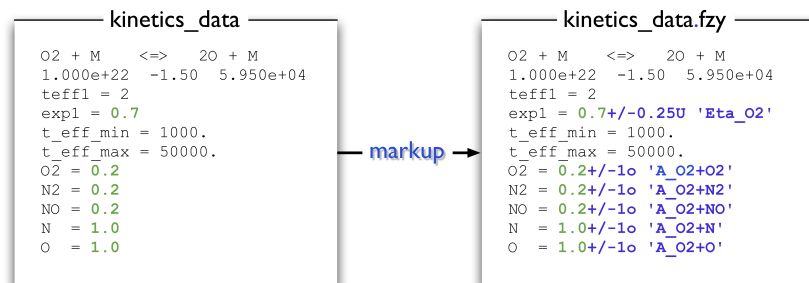 kinetics_data
O2 + M <=> 2O + M
1.000e+22 -1.50 5.950e+04
teff1 = 2
exp1 = 0.7
t_eff_min = 1000.
t_eff_max = 50000.
O2 = 0.2
N2 = 0.2
NO = 0.2
N = 1.0
O = 1.0
markup
kinetics_data.fzy
O2 + M <=> 2O + M
1.000e+22 -1.50 5.950e+04
teff1 = 2
exp1 = 0.7+/-0.25U 'Eta_O2'
t_eff_min = 1000.
t_eff_max = 50000.
O2 = 0.2+/-1o 'A_O2+O2'
N2 = 0.2+/-1o 'A_O2+N2'
NO = 0.2+/-1o 'A_O2+NO'
N = 1.0+/-1o 'A_O2+N'
O = 1.0+/-1o 'A_O2+O'